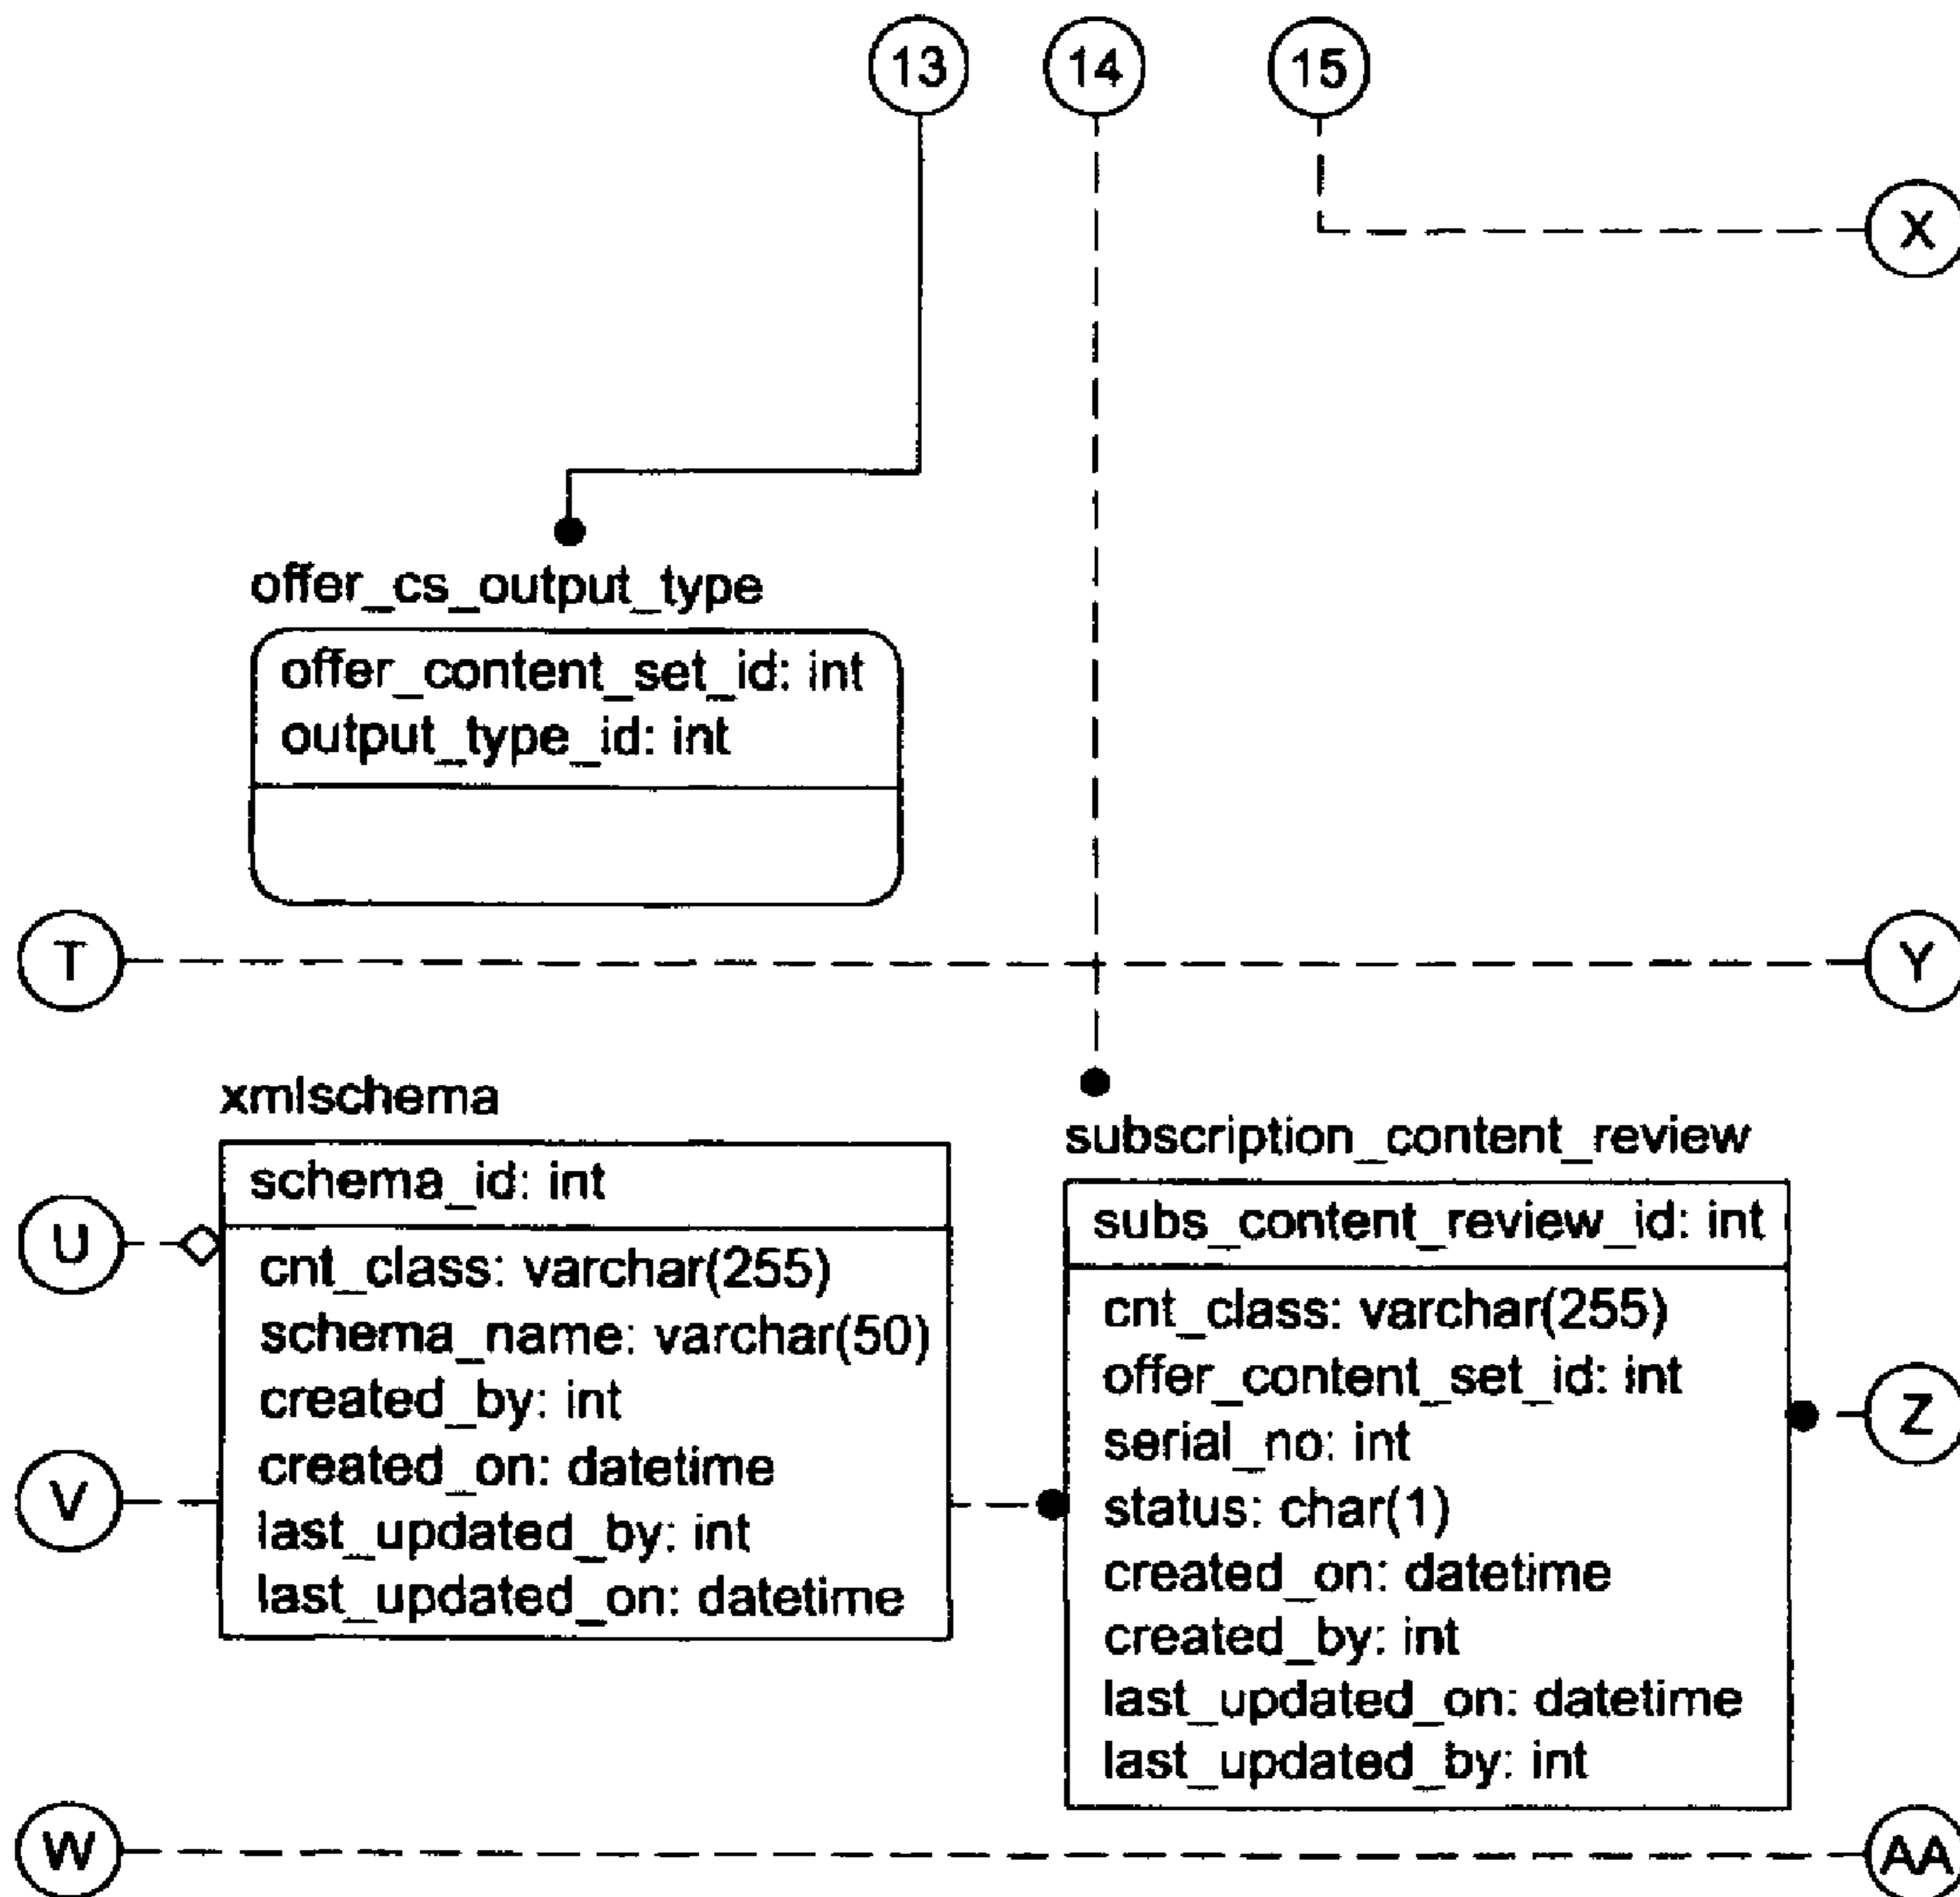 13
14
15
X
offer_cs_output_type
offer_content_set_id: int
output_type_id: int
T
Y
xmlschema
schema_id: int
U
cnt_class: varchar(255)
schema_name: varchar(50)
created_by: int
created_on: datetime
V
last_updated_by: int
last_updated_on: datetime
subscription_content_review
subs_content_review_id: int
cnt_class: varchar(255)
offer_content_set_id: int
Z
serial_no: int
status: char(1)
created_on: datetime
created_by: int
last_updated_on: datetime
last_updated_by: int
W
AA